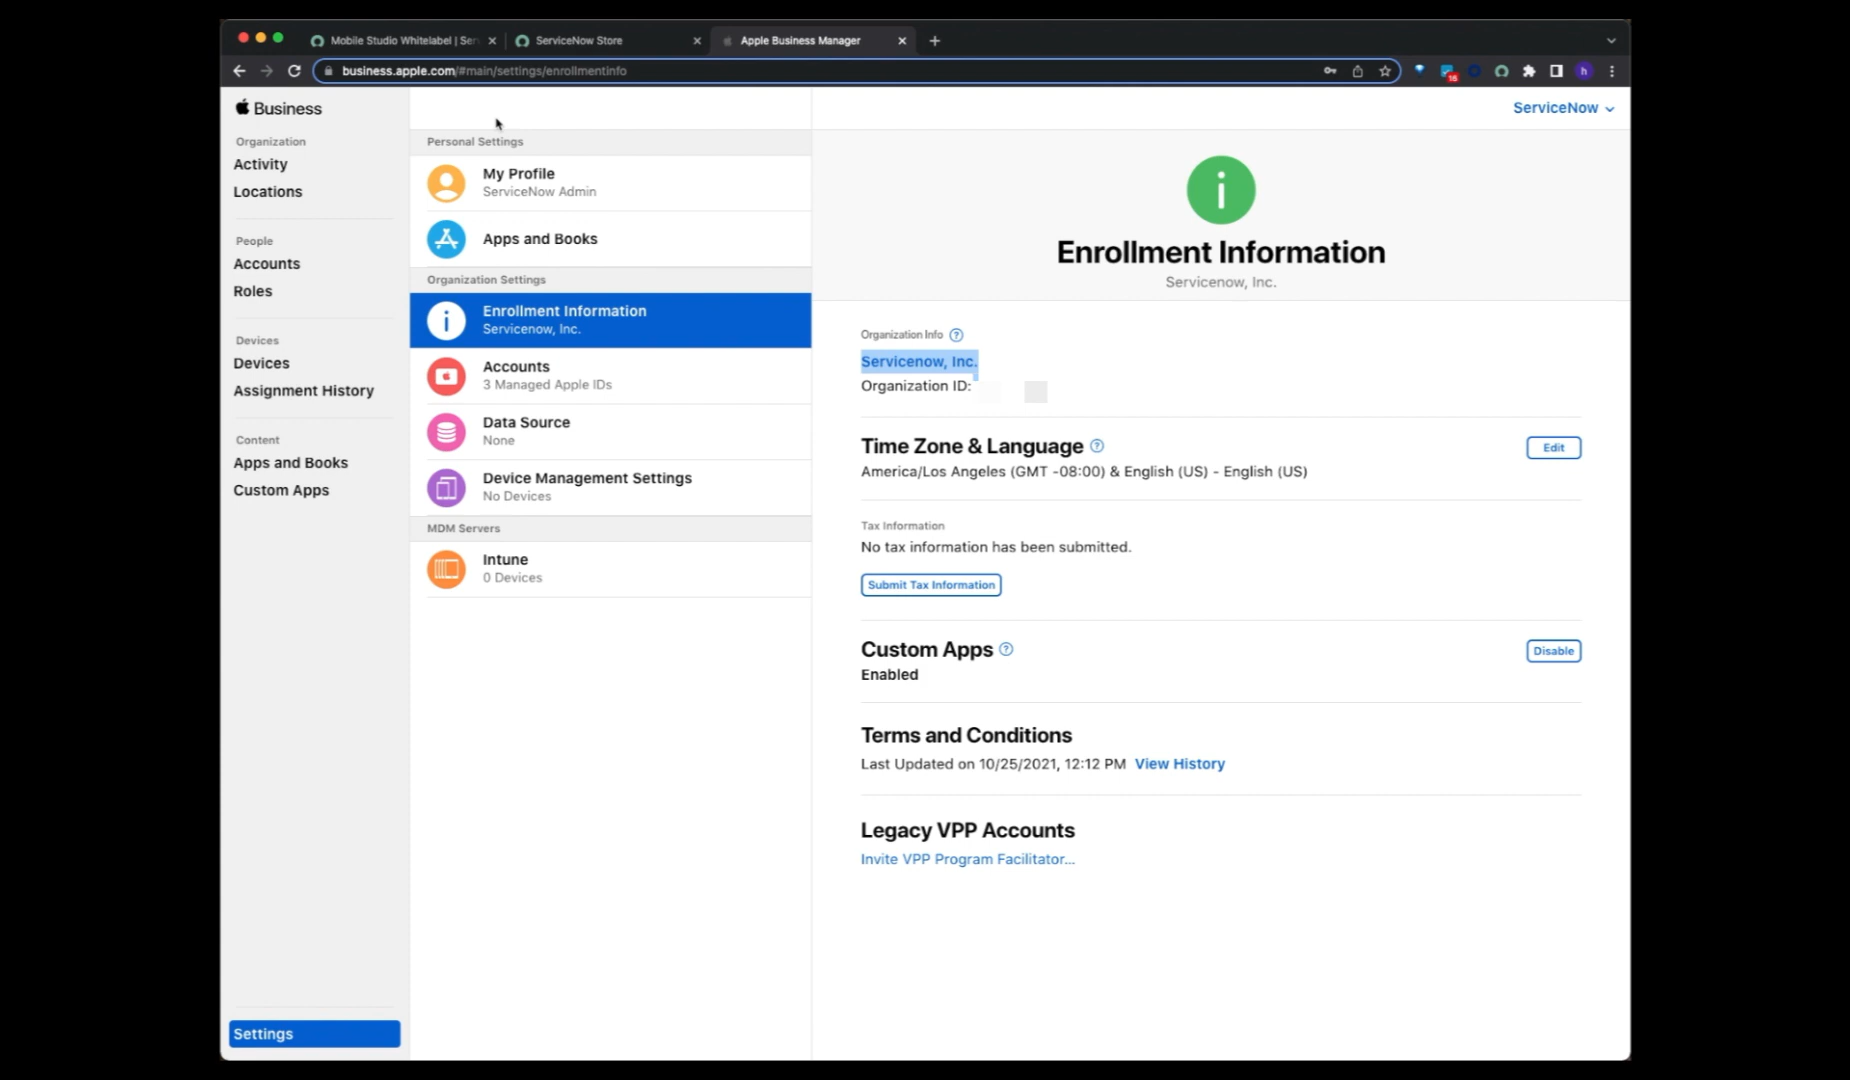 Mobile Studio Whitelabel | Ser
ServiceNow Store
Apple Business Manager
business.apple.com/#main/settings/enrollmentinfo
16
h
Business
ServiceNow
Organization
Activity
Locations
People
Accounts
Roles
Devices
Devices
Assignment History
Content
Apps and Books
Custom Apps
Settings
Personal Settings
My Profile
ServiceNow Admin
Apps and Books
Organization Settings
Enrollment Information
Servicenow, Inc.
Accounts
3 Managed Apple IDs
Data Source
None
Device Management Settings
No Devices
MDM Servers
Intune
0 Devices
Enrollment Information
Servicenow, Inc.
Organization Info
Servicenow, Inc.
Organization ID:
Time Zone & Language
Edit
America/Los Angeles (GMT -08:00) & English (US) - English (US)
Tax Information
No tax information has been submitted.
Submit Tax Information
Custom Apps
Disable
Enabled
Terms and Conditions
Last Updated on 10/25/2021, 12:12 PM View History
Legacy VPP Accounts
Invite VPP Program Facilitator...